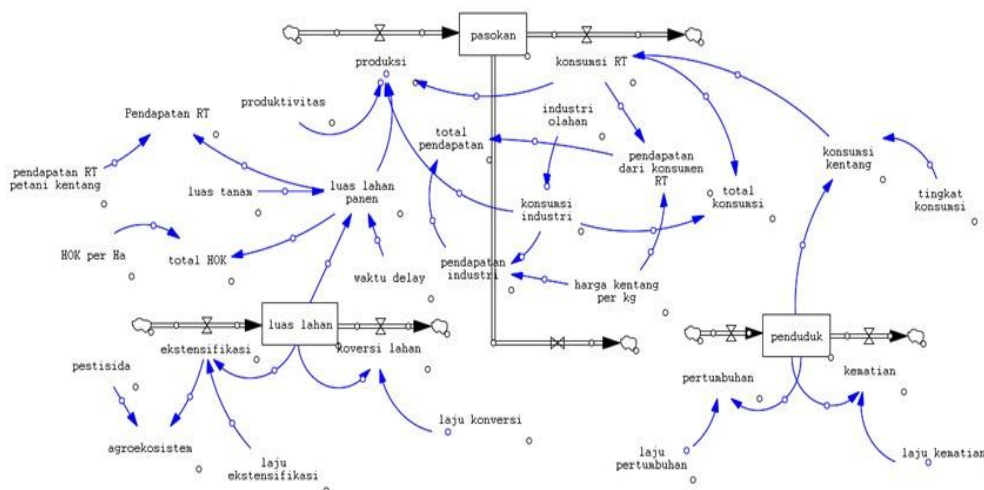 pasokan
produksi
konsumsi RT
produktivitas
industri
olahan
Pendapatan RT
total
pendapatan
pendapatan RT
petani kentang
luas tanam
luas lahan
panen
konsumsi
industri
pendapatan
dari konsumen
RT
total
konsumsi
konsumsi
kentang
tingkat
konsumsi
HOK per Ha
total HOK
waktu delay
pendapatan
industri
harga kentang
per kg
luas lahan
ekstensifikasi
koversi lahan
penduduk
pestisida
pertumbuhan
kematian
laju konversi
agroekosistem
laju
ekstensifikasi
laju
pertumbuhan
laju kematian